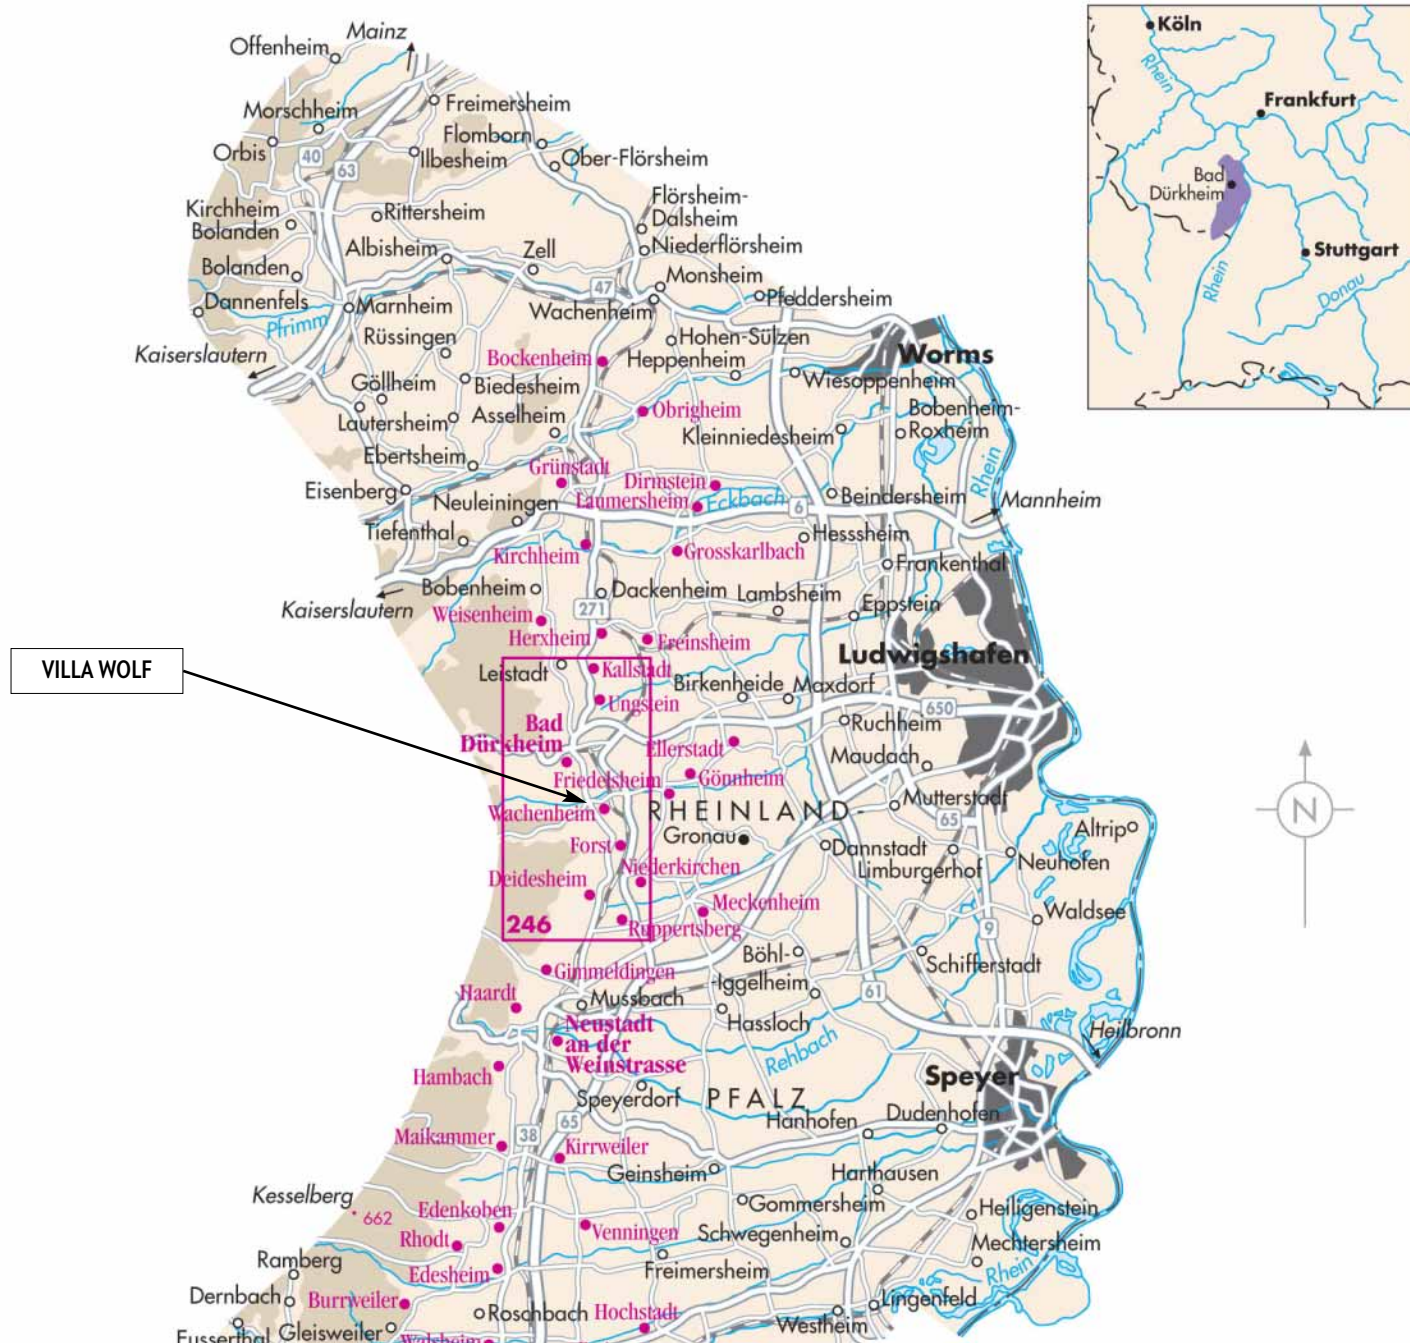 Mainz
Offenheim
Freimersheim
Morschheim
Flomborn
Orbis
40
63
Ilbesheim
Ober-Flörsheim
Kirchheim
Bolanden
Rittersheim
Flörsheim-
Dalsheim
Albisheim
Zell
Niederflörsheim
Bolanden
Monsheim
Dannenfels
Marnheim
47
Wachenheim
Pfeddersheim
Pfrimm
Rüssingen
Hohen-Sülzen
Kaiserslautern
Bockenheim
Heppenheim
Worms
Göllheim
Biedesheim
Wiesoppenheim
Lautersheim
Asselheim
Obrigheim
Bobenheim-
Roxheim
Kleinniedesheim
Ebertsheim
Grünstadt
Dirmstein
Rhein
Eisenberg
Neuleiningen
Laumersheim
Eckbach
6
Beindersheim
Mannheim
Tiefenthal
Kirchheim
Grosskarlbach
Hesssheim
Frankenthal
Kaiserslautern
Bobenheim
Dackenheim
Lambsheim
Eppstein
Weisenheim
271
Herxheim
Freinsheim
Ludwigshafen
VILLA WOLF
Leistadt
Kallstadt
Birkenheide
Maxdorf
Ungstein
650
Ruchheim
Bad
Dürkheim
Ellerstadt
Maudach
Friedelsheim
Gönnheim
Wachenheim
RHEINLAND-
Mutterstadt
65
Altrip
Forst
Gronau
Dannstadt
Limburgerhof
Neuhofen
Deidesheim
Niederkirchen
Meckenheim
Waldsee
246
Ruppertsberg
9
Böhl-
-Iggelheim
Schifferstadt
Gimmeldingen
Haardt
Mussbach
Hassloch
61
Heilbronn
Neustadt
an der
Weinstrasse
Rehbach
Hambach
Speyer
Speyerdorf
PFALZ
Hanhofen
Dudenhofen
Maikammer
38
65
Kirrweiler
Geinsheim
Harthausen
Kesselberg
662
Edenkoben
Gommersheim
Heiligenstein
Rhodt
Venningen
Schwegenheim
Mechtersheim
Ramberg
Edesheim
Freimersheim
Rhein
Dernbach
Burrweiler
Roschbach
Hochstadt
Lingenfeld
Westheim
Eusserthal
Gleisweiler
Walsheim
Köln
Rhein
Frankfurt
Bad
Dürkheim
Stuttgart
Rhein
Donau
N